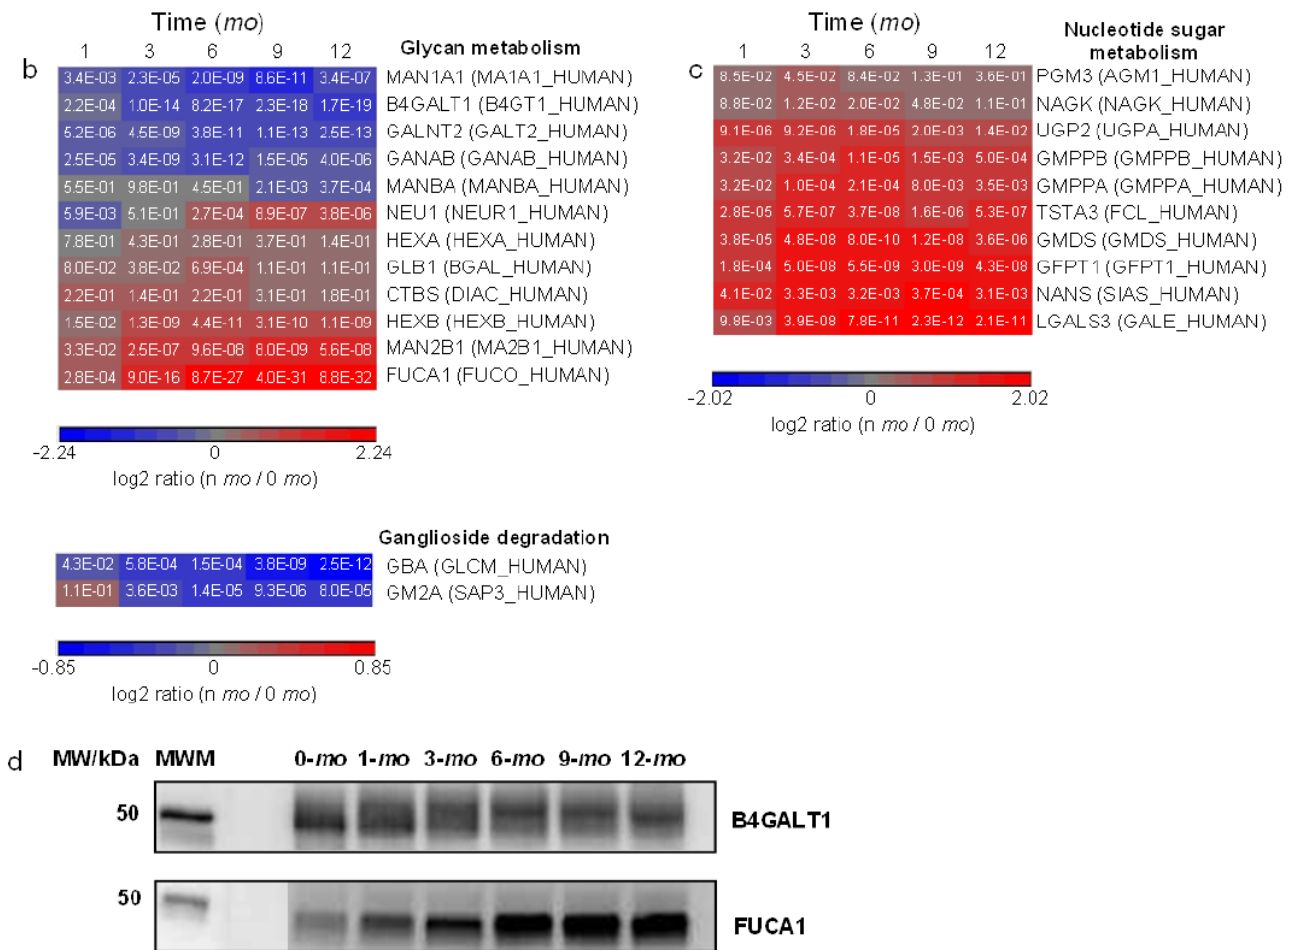 b
Time (mo)
1 3 6 9 12
Glycan metabolism
3.4E-03 2.3E-05 2.0E-09 8.6E-11 3.4E-07 MAN1A1 (MA1A1_HUMAN)
2.2E-04 1.0E-14 8.2E-17 2.3E-18 1.7E-19 B4GALT1 (B4GT1_HUMAN)
5.2E-06 4.5E-09 3.8E-11 1.1E-13 2.5E-13 GALNT2 (GALT2_HUMAN)
2.5E-05 3.4E-09 3.1E-12 1.5E-05 4.0E-06 GANAB (GANAB_HUMAN)
5.5E-01 9.8E-01 4.5E-01 2.1E-03 3.7E-04 MANBA (MANBA_HUMAN)
5.9E-03 5.1E-01 2.7E-04 8.9E-07 3.8E-06 NEU1 (NEUR1_HUMAN)
7.8E-01 4.3E-01 2.8E-01 3.7E-01 1.4E-01 HEXA (HEXA_HUMAN)
8.0E-02 3.8E-02 6.9E-04 1.1E-01 1.1E-01 GLB1 (BGAL_HUMAN)
2.2E-01 1.4E-01 2.2E-01 3.1E-01 1.8E-01 CTBS (DIAC_HUMAN)
1.5E-02 1.3E-09 4.4E-11 3.1E-10 1.1E-09 HEXB (HEXB_HUMAN)
3.3E-02 2.5E-07 9.6E-08 8.0E-09 5.6E-08 MAN2B1 (MA2B1_HUMAN)
2.8E-04 9.0E-16 8.7E-27 4.0E-31 8.8E-32 FUCA1 (FUCO_HUMAN)
-2.24 0 2.24
log2 ratio (n mo / 0 mo)
Ganglioside degradation
4.3E-02 5.8E-04 1.5E-04 3.8E-09 2.5E-12 GBA (GLCM_HUMAN)
1.1E-01 3.6E-03 1.4E-05 9.3E-06 8.0E-05 GM2A (SAP3_HUMAN)
-0.85 0 0.85
log2 ratio (n mo / 0 mo)
c
Time (mo)
1 3 6 9 12
Nucleotide sugar
metabolism
8.5E-02 4.5E-02 8.4E-02 1.3E-01 3.6E-01 PGM3 (AGM1_HUMAN)
8.8E-02 1.2E-02 2.0E-02 4.8E-02 1.1E-01 NAGK (NAGK_HUMAN)
9.1E-06 9.2E-06 1.8E-05 2.0E-03 1.4E-02 UGP2 (UGPA_HUMAN)
3.2E-02 3.4E-04 1.1E-05 1.5E-03 5.0E-04 GMPPB (GMPPB_HUMAN)
3.2E-02 1.0E-04 2.1E-04 8.0E-03 3.5E-03 GMPPA (GMPPA_HUMAN)
2.8E-05 5.7E-07 3.7E-08 1.6E-06 5.3E-07 TSTA3 (FCL_HUMAN)
3.8E-05 4.8E-08 8.0E-10 1.2E-08 3.6E-06 GMDS (GMDS_HUMAN)
1.8E-04 5.0E-08 5.5E-09 3.0E-09 4.3E-08 GFPT1 (GFPT1_HUMAN)
4.1E-02 3.3E-03 3.2E-03 3.7E-04 3.1E-03 NANS (SIAS_HUMAN)
9.8E-03 3.9E-08 7.8E-11 2.3E-12 2.1E-11 LGALS3 (GALE_HUMAN)
-2.02 0 2.02
log2 ratio (n mo / 0 mo)
d
MW/kDa MWM 0-mo 1-mo 3-mo 6-mo 9-mo 12-mo
50 B4GALT1
50 FUCA1